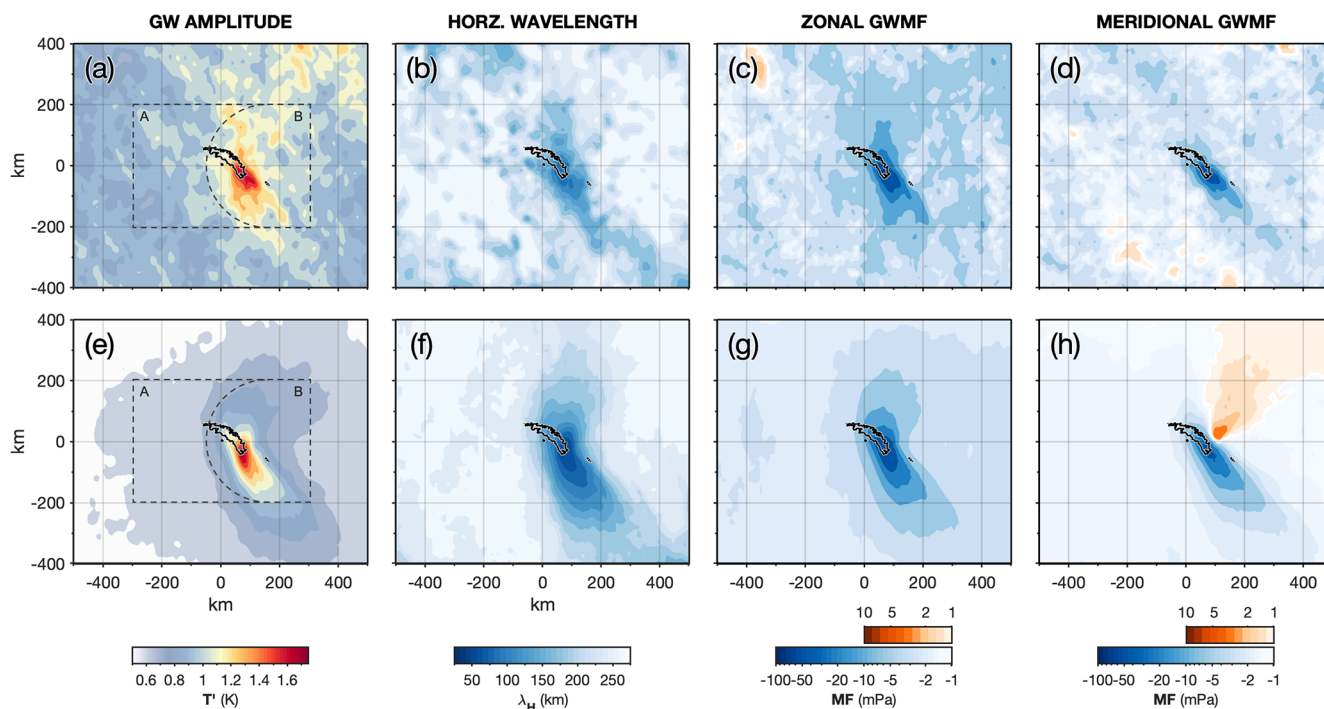 GW AMPLITUDE HORZ. WAVELENGTH ZONAL GWMF MERIDIONAL GWMF
400 (a) (b) (c) (d)
200 A B
km 0
-200
-400
400 (e) (f) (g) (h)
200 A B
km 0
-200
-400
-400 -200 0 200 400 -400 -200 0 200 400 -400 -200 0 200 400 -400 -200 0 200 400
km km
10 5 2 1 10 5 2 1
0.6 0.8 1 1.2 1.4 1.6 50 100 150 200 250 -100 -50 -20 -10 -5 -2 -1 -100 -50 -20 -10 -5 -2 -1
T' (K) λH (km) MF (mPa) MF (mPa)